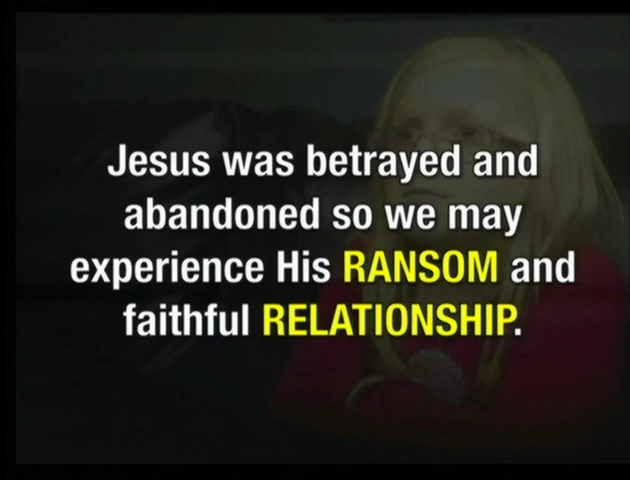 Jesus was betrayed and
abandoned so we may
experience His RANSOM and
faithful RELATIONSHIP.